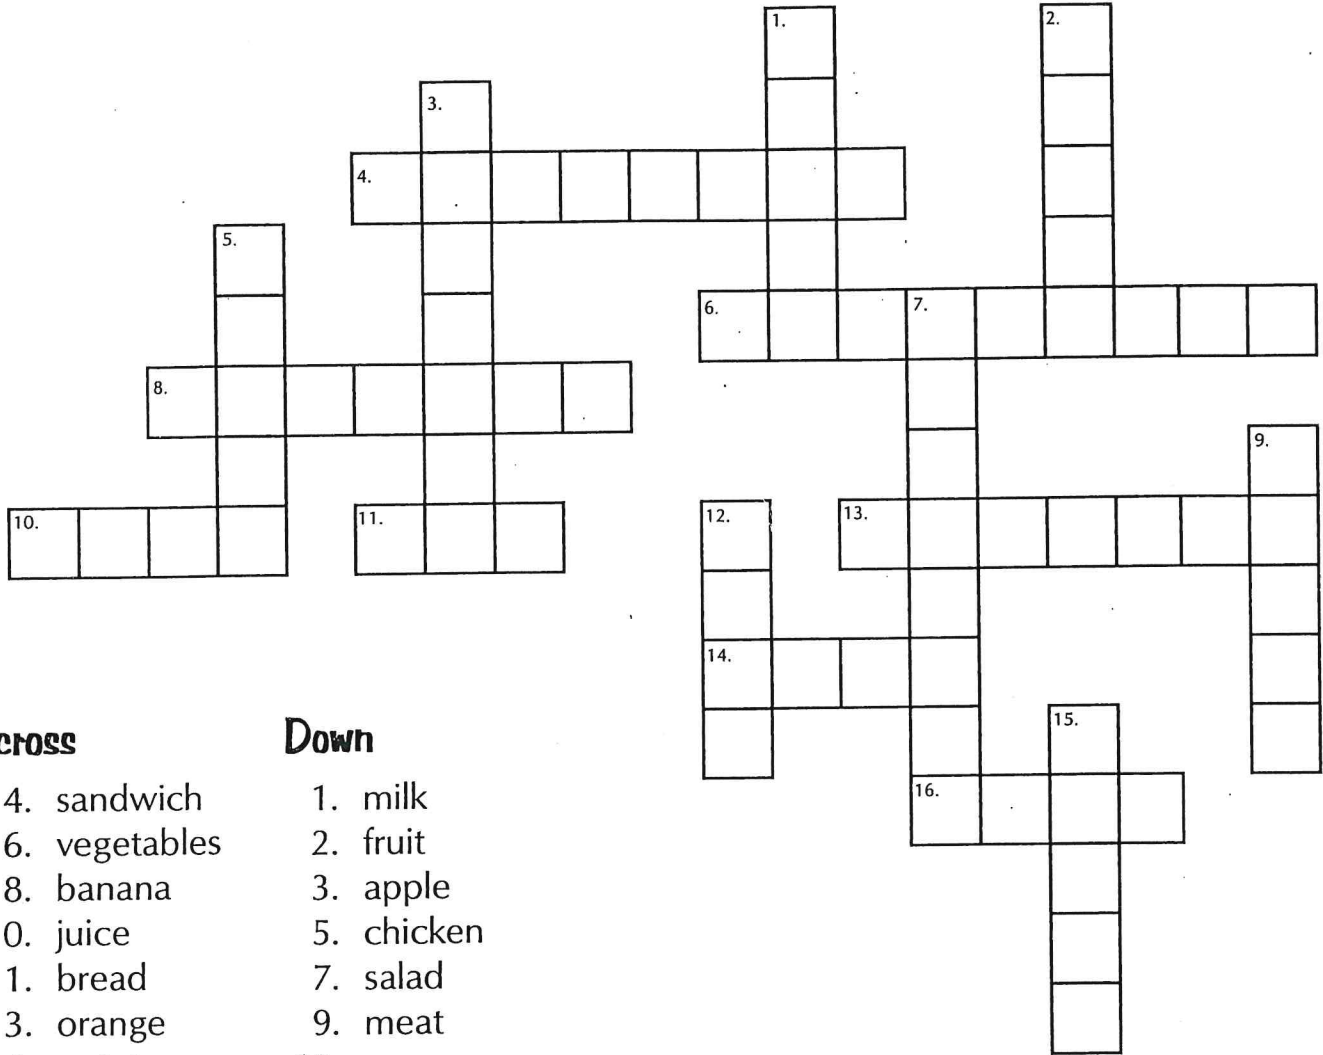 1.
2.
3.
4.
5.
6.
7.
8.
9.
10.
11.
12.
13.
14.
15.
16.
cross
4. sandwich
6. vegetables
8. banana
0. juice
1. bread
3. orange
Down
1. milk
2. fruit
3. apple
5. chicken
7. salad
9. meat